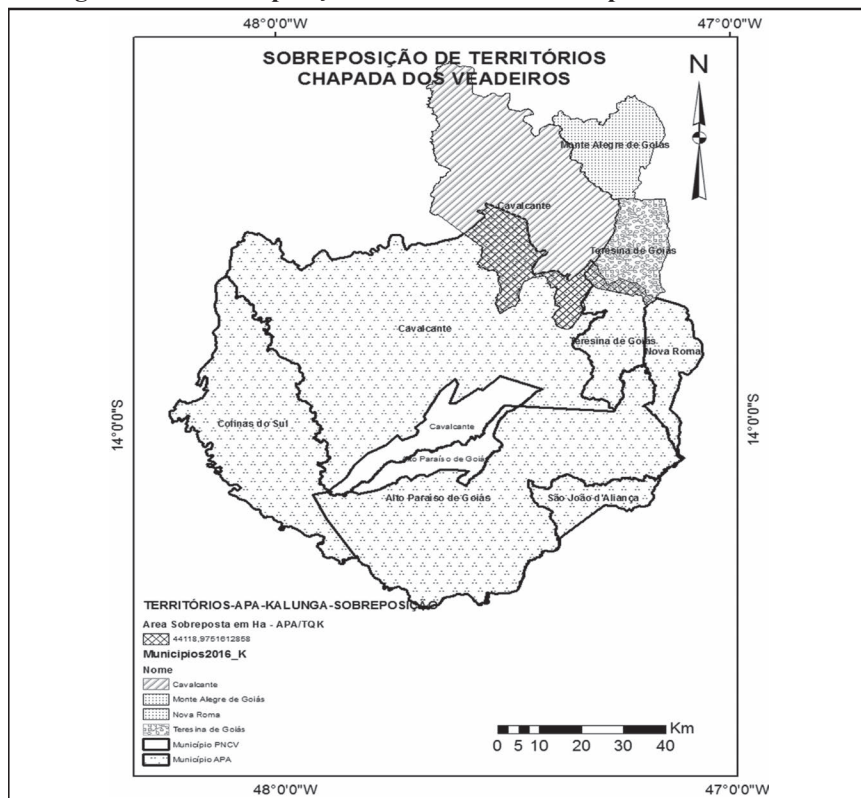 48°0'0"W
47°0'0"W
SOBREPOSIÇÃO DE TERRITÓRIOS
CHAPADA DOS VEADEIROS
N
Monte Alegre de Goiás
Cavalcante
Teresina de Goiás
Cavalcante
Teresina de Goiás
Nova Roma
14°0'0"S
14°0'0"S
Colinas do Sul
Cavalcante
Alto Paraíso de Goiás
Alto Paraíso de Goiás
São João d'Aliança
TERRITÓRIOS-APA-KALUNGA-SOBREPOSIÇÃO
Area Sobreposta em Ha - APA/TQK
44118,9751612858
Municipios2016_K
Nome
Cavalcante
Monte Alegre de Goiás
Nova Roma
Teresina de Goiás
Município PNCV
Município APA
Km
0 5 10 20 30 40
48°0'0"W
47°0'0"W